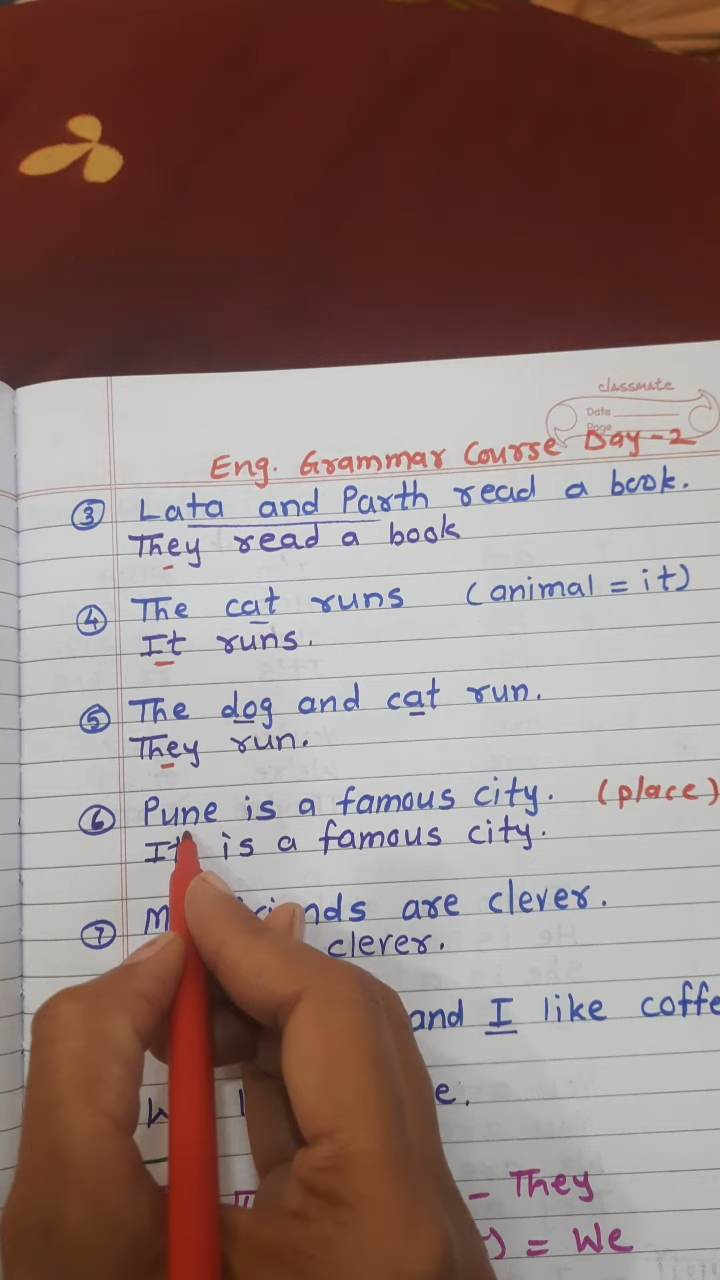 classmate
Date
Page
Eng. Grammar Course Day-2
③ Lata and Parth read a book.
They read a book
④ The cat runs (animal = it)
It runs.
⑤ The dog and cat run.
They run.
⑥ Pune is a famous city. (place)
It is a famous city.
⑦ are clever.
clever.
and I like coffe
e.
- They
) = We